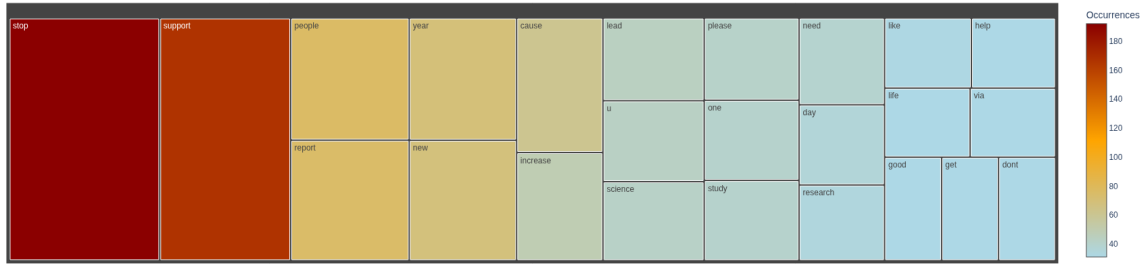 Occurrences
stop
support
people
year
cause
lead
please
need
like
help
180
160
140
120
100
80
60
40
life
via
u
one
day
report
new
increase
good
get
dont
science
study
research